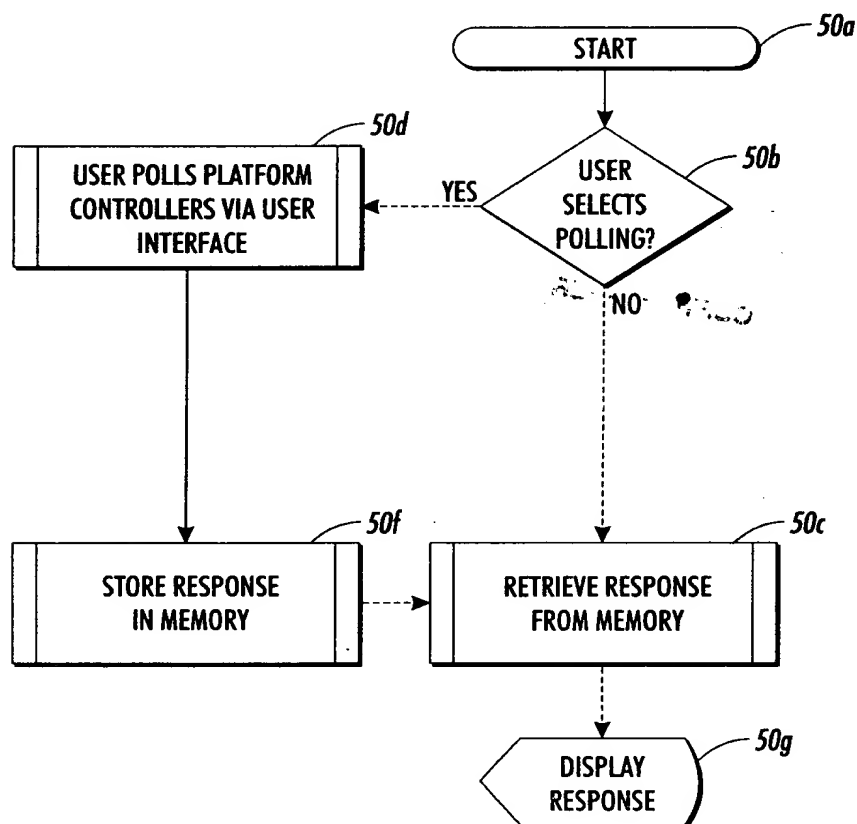 50a
START
50b
USER
SELECTS
POLLING?
YES
NO
50d
USER POLLS PLATFORM
CONTROLLERS VIA USER
INTERFACE
50f
STORE RESPONSE
IN MEMORY
50c
RETRIEVE RESPONSE
FROM MEMORY
50g
DISPLAY
RESPONSE